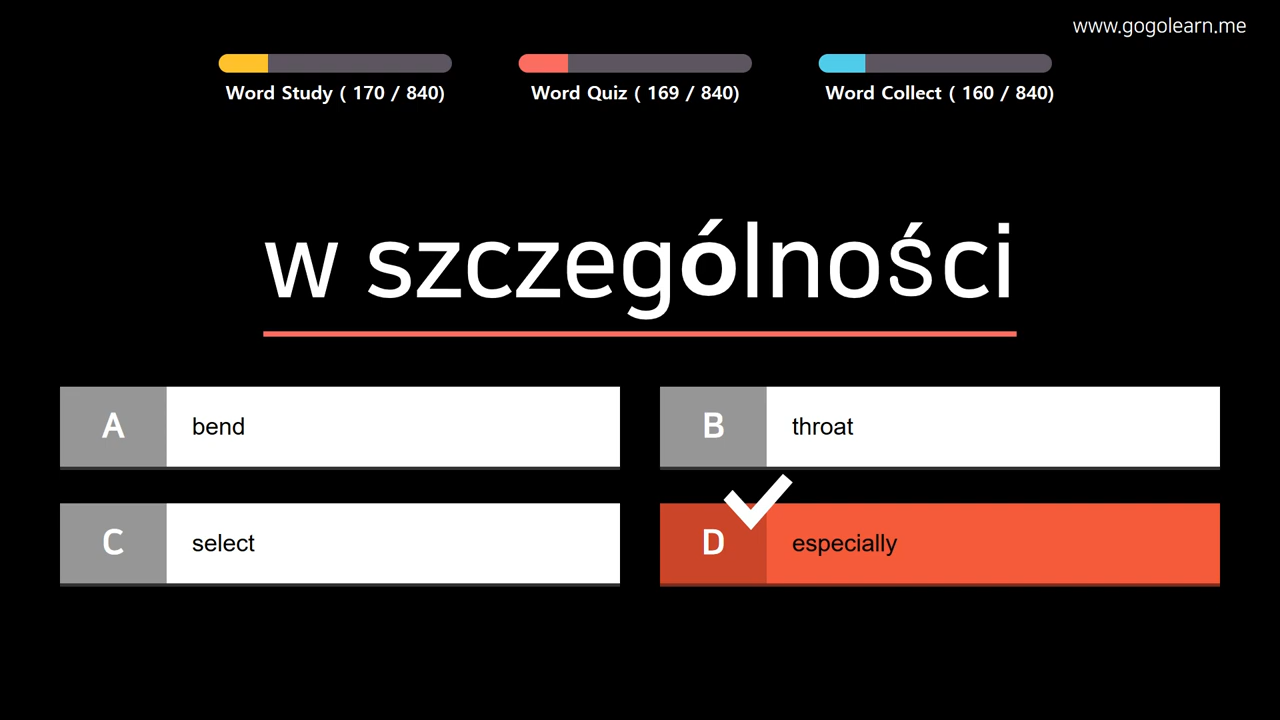 www.gogolearn.me
Word Study ( 170 / 840)
Word Quiz ( 169 / 840)
Word Collect ( 160 / 840)
w szczególności
A bend
B throat
C select
D especially